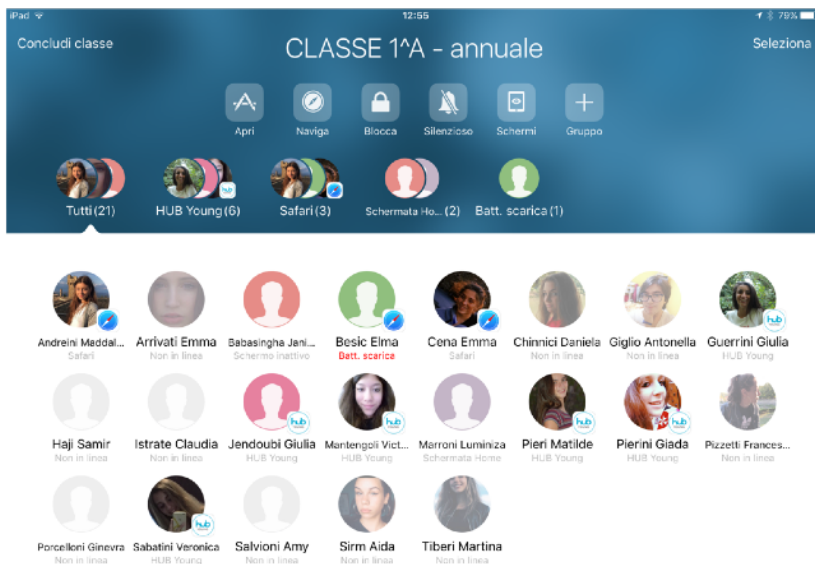 iPad 12:55 79%
Concludi classe CLASSE 1^A - annuale Seleziona
Apri Naviga Blocca Silenzioso Schermi Gruppo
Tutti (21) HUB Young (6) Safari (3) Schermata Ho... (2) Batt. scarica (1)
Andreini Maddal... Arrivati Emma Babasingha Jani... Besic Elma Cena Emma Chinnici Daniela Giglio Antonella Guerrini Giulia
Safari Non in linea Schermo inattivo Batt. scarica Safari Non in linea Non in linea HUB Young
Haji Samir Istrate Claudia Jendoubi Giulia Mantengoli Vict... Marroni Luminiza Pieri Matilde Pierini Giada Pizzetti Frances...
Non in linea Non in linea HUB Young HUB Young Schermata Home HUB Young HUB Young Non in linea
Porcelloni Ginevra Sabatini Veronica Salvioni Amy Sirm Aida Tiberi Martina
Non in linea HUB Young Non in linea Non in linea Non in linea